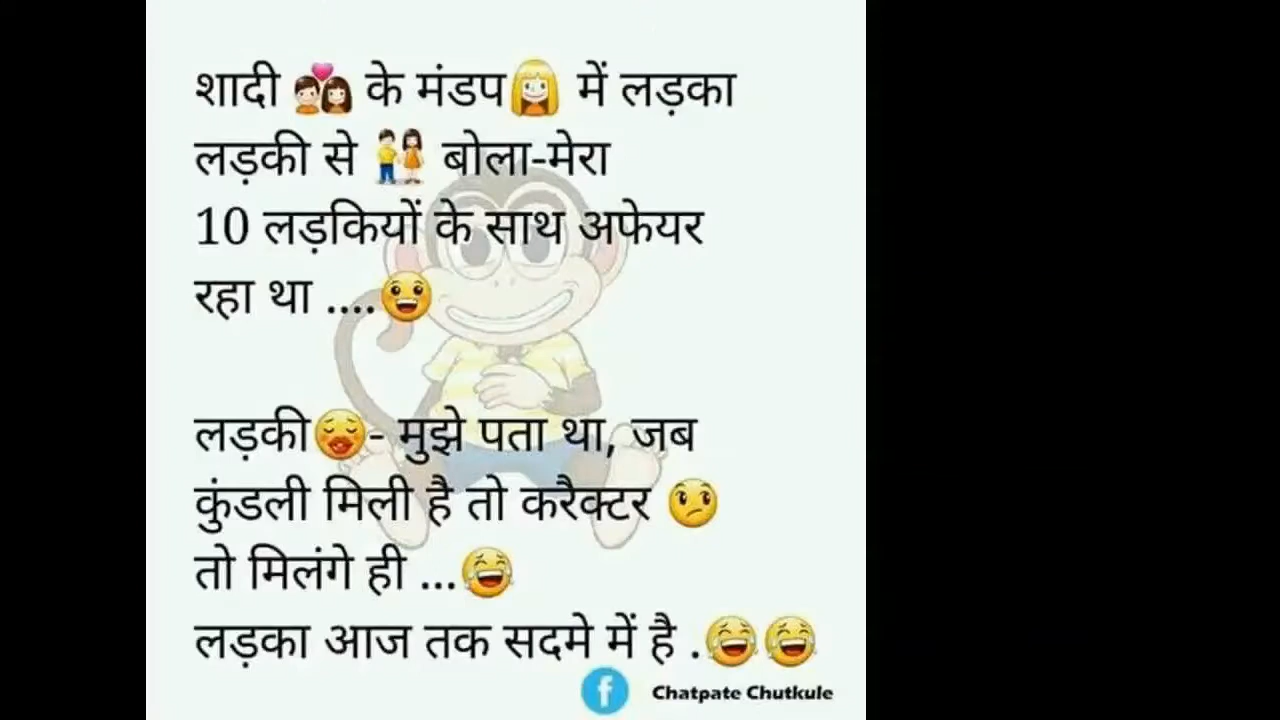 शादी 💑 के मंडप👩 में लड़का
लड़की से 👫 बोला-मेरा
10 लड़कियों के साथ अफेयर
रहा था ....😀
लड़की💋- मुझे पता था, जब
कुंडली मिली है तो करैक्टर 😞
तो मिलंगे ही ...😂
लड़का आज तक सदमे में है .😂😂
f Chatpate Chutkule